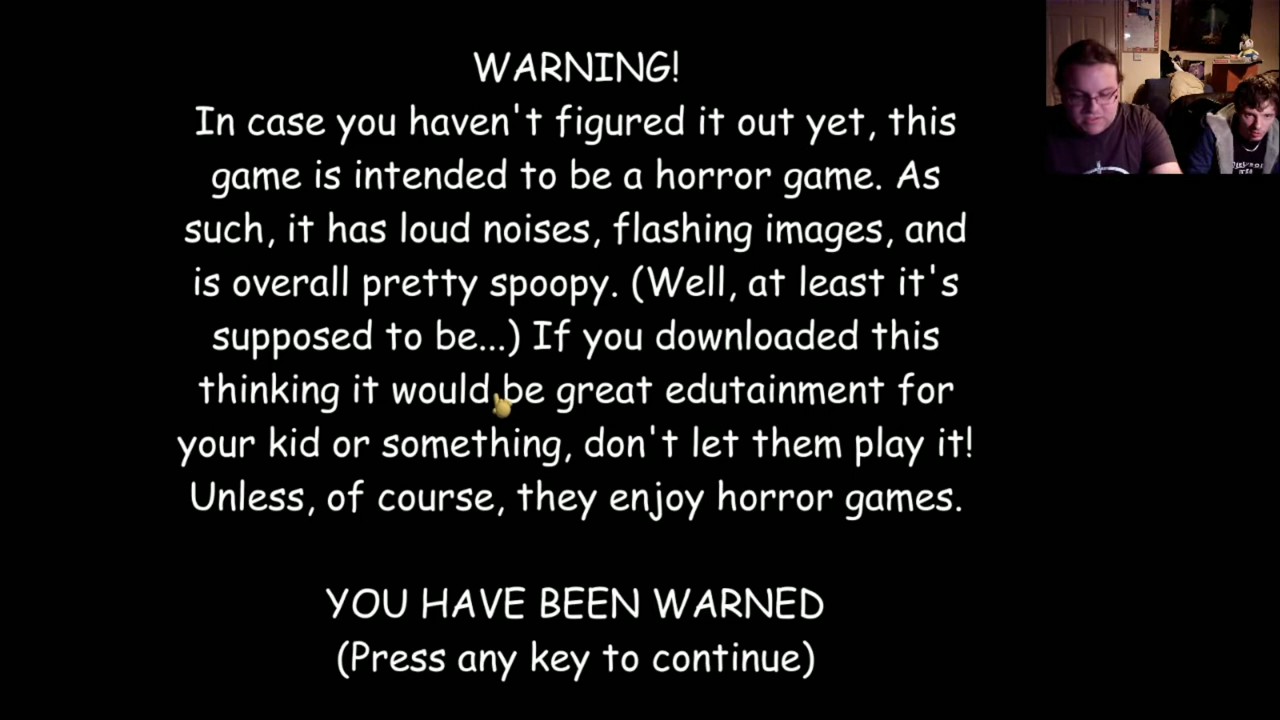 WARNING!
In case you haven't figured it out yet, this
game is intended to be a horror game. As
such, it has loud noises, flashing images, and
is overall pretty spoopy. (Well, at least it's
supposed to be...) If you downloaded this
thinking it would be great edutainment for
your kid or something, don't let them play it!
Unless, of course, they enjoy horror games.
YOU HAVE BEEN WARNED
(Press any key to continue)